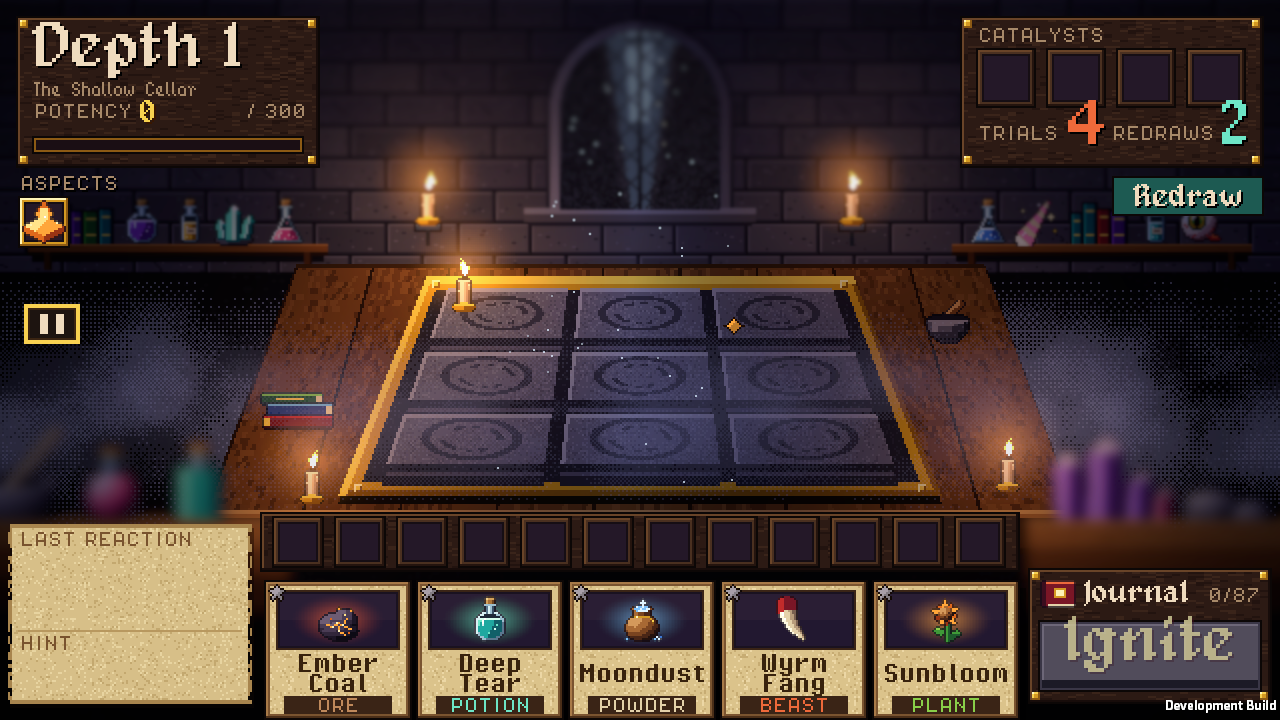 Depth 1
The Shallow Cellar
POTENCY 0 / 300
ASPECTS
CATALYSTS
TRIALS 4 REDRAWS 2
Redraw
LAST REACTION
HINT
Ember
Coal
ORE
Deep
Tear
POTION
Moondust
POWDER
Wyrm
Fang
BEAST
Sunbloom
PLANT
Journal 0/87
Ignite
Development Build